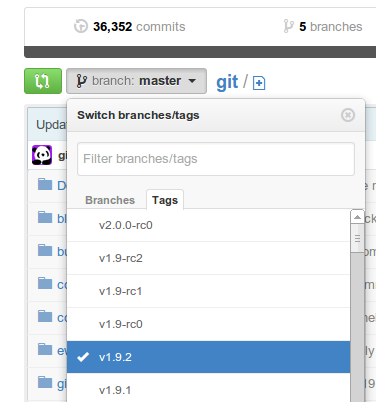 36,352 commits 5 branches
branch: master git /
Switch branches/tags
Filter branches/tags
Branches Tags
v2.0.0-rc0
v1.9-rc2
v1.9-rc1
v1.9-rc0
v1.9.2
v1.9.1